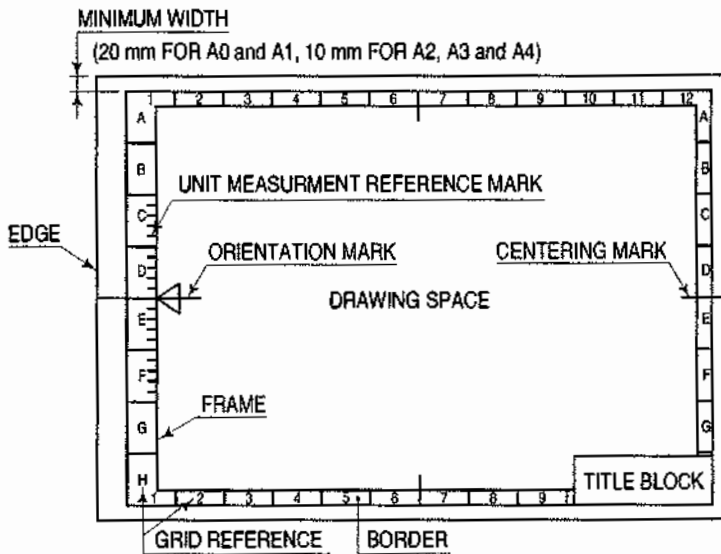 MINIMUM WIDTH
(20 mm FOR A0 and A1, 10 mm FOR A2, A3 and A4)
1 2 3 4 5 6 7 8 9 10 11 12
A A
B B
UNIT MEASURMENT REFERENCE MARK
C C
EDGE
ORIENTATION MARK CENTERING MARK
D D
DRAWING SPACE
E E
F F
FRAME
G G
H TITLE BLOCK
1 2 3 4 5 6 7 8 9 1
GRID REFERENCE BORDER